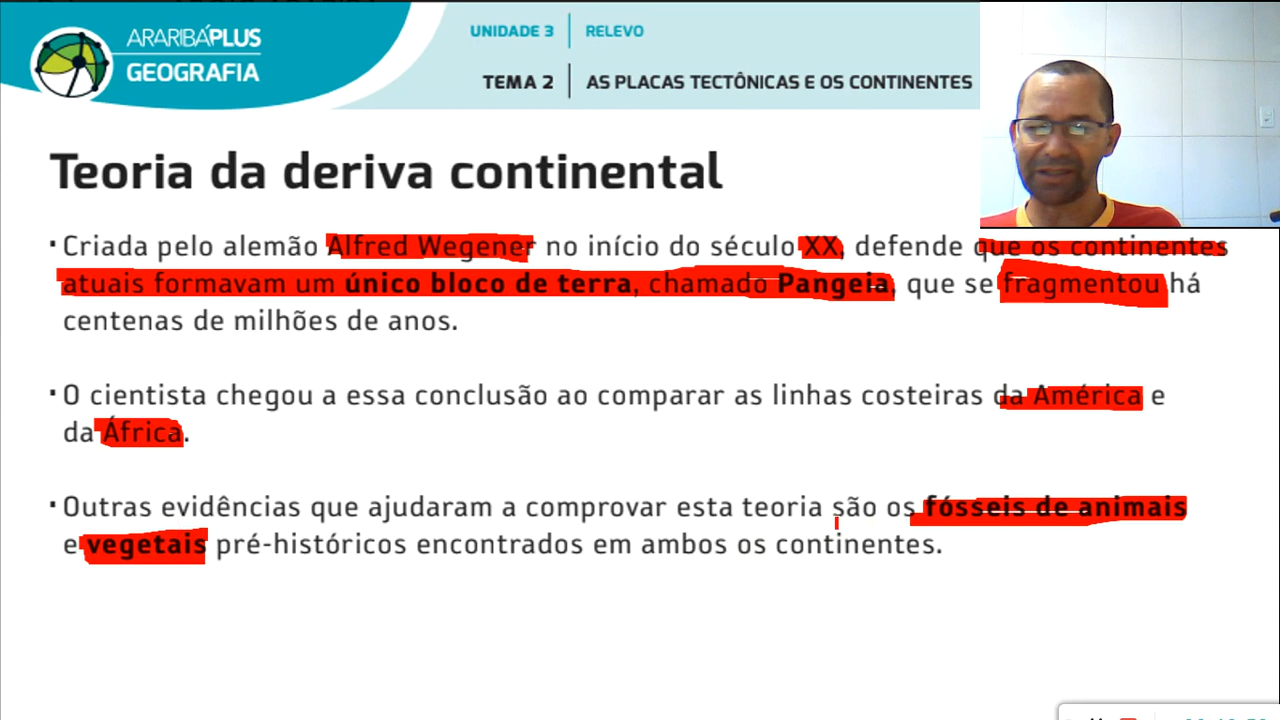 ARARIBÁPLUS
GEOGRAFIA
UNIDADE 3 RELEVO
TEMA 2 AS PLACAS TECTÔNICAS E OS CONTINENTES
Teoria da deriva continental
· Criada pelo alemão Alfred Wegener no início do século XX, defende que os continentes
atuais formavam um único bloco de terra, chamado Pangeia, que se fragmentou há
centenas de milhões de anos.
· O cientista chegou a essa conclusão ao comparar as linhas costeiras da América e
da África.
· Outras evidências que ajudaram a comprovar esta teoria são os fósseis de animais
e vegetais pré-históricos encontrados em ambos os continentes.